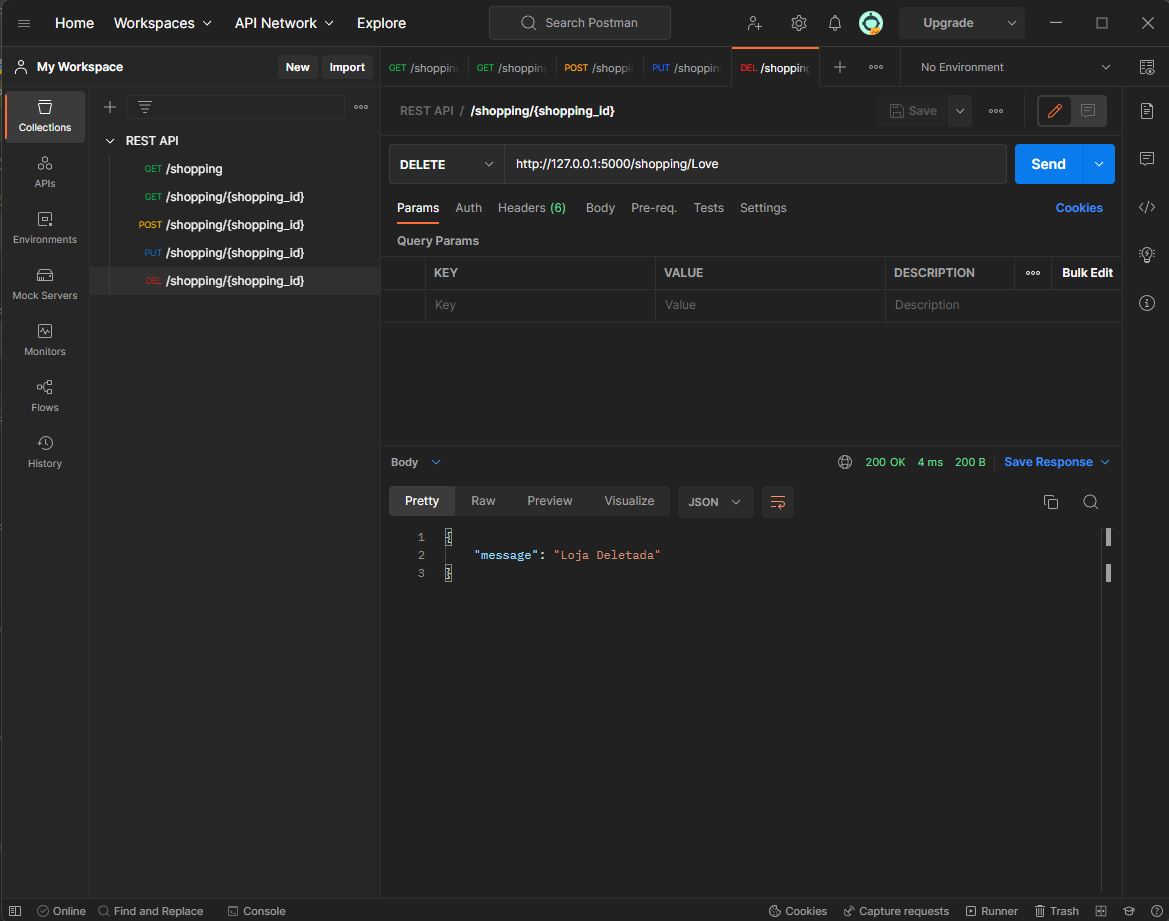 Home Workspaces API Network Explore Search Postman Upgrade
My Workspace New Import GET /shopping GET /shopping POST /shoppi PUT /shopping DEL /shopping No Environment
Collections
APIs
Environments
Mock Servers
Monitors
Flows
History
REST API
GET /shopping
GET /shopping/{shopping_id}
POST /shopping/{shopping_id}
PUT /shopping/{shopping_id}
DEL /shopping/{shopping_id}
REST API / /shopping/{shopping_id} Save
DELETE http://127.0.0.1:5000/shopping/Love Send
Params Auth Headers (6) Body Pre-req. Tests Settings Cookies
Query Params
KEY VALUE DESCRIPTION Bulk Edit
Key Value Description
Body 200 OK 4 ms 200 B Save Response
Pretty Raw Preview Visualize JSON
1 {
2 "message": "Loja Deletada"
3 }
Online Find and Replace Console Cookies Capture requests Runner Trash